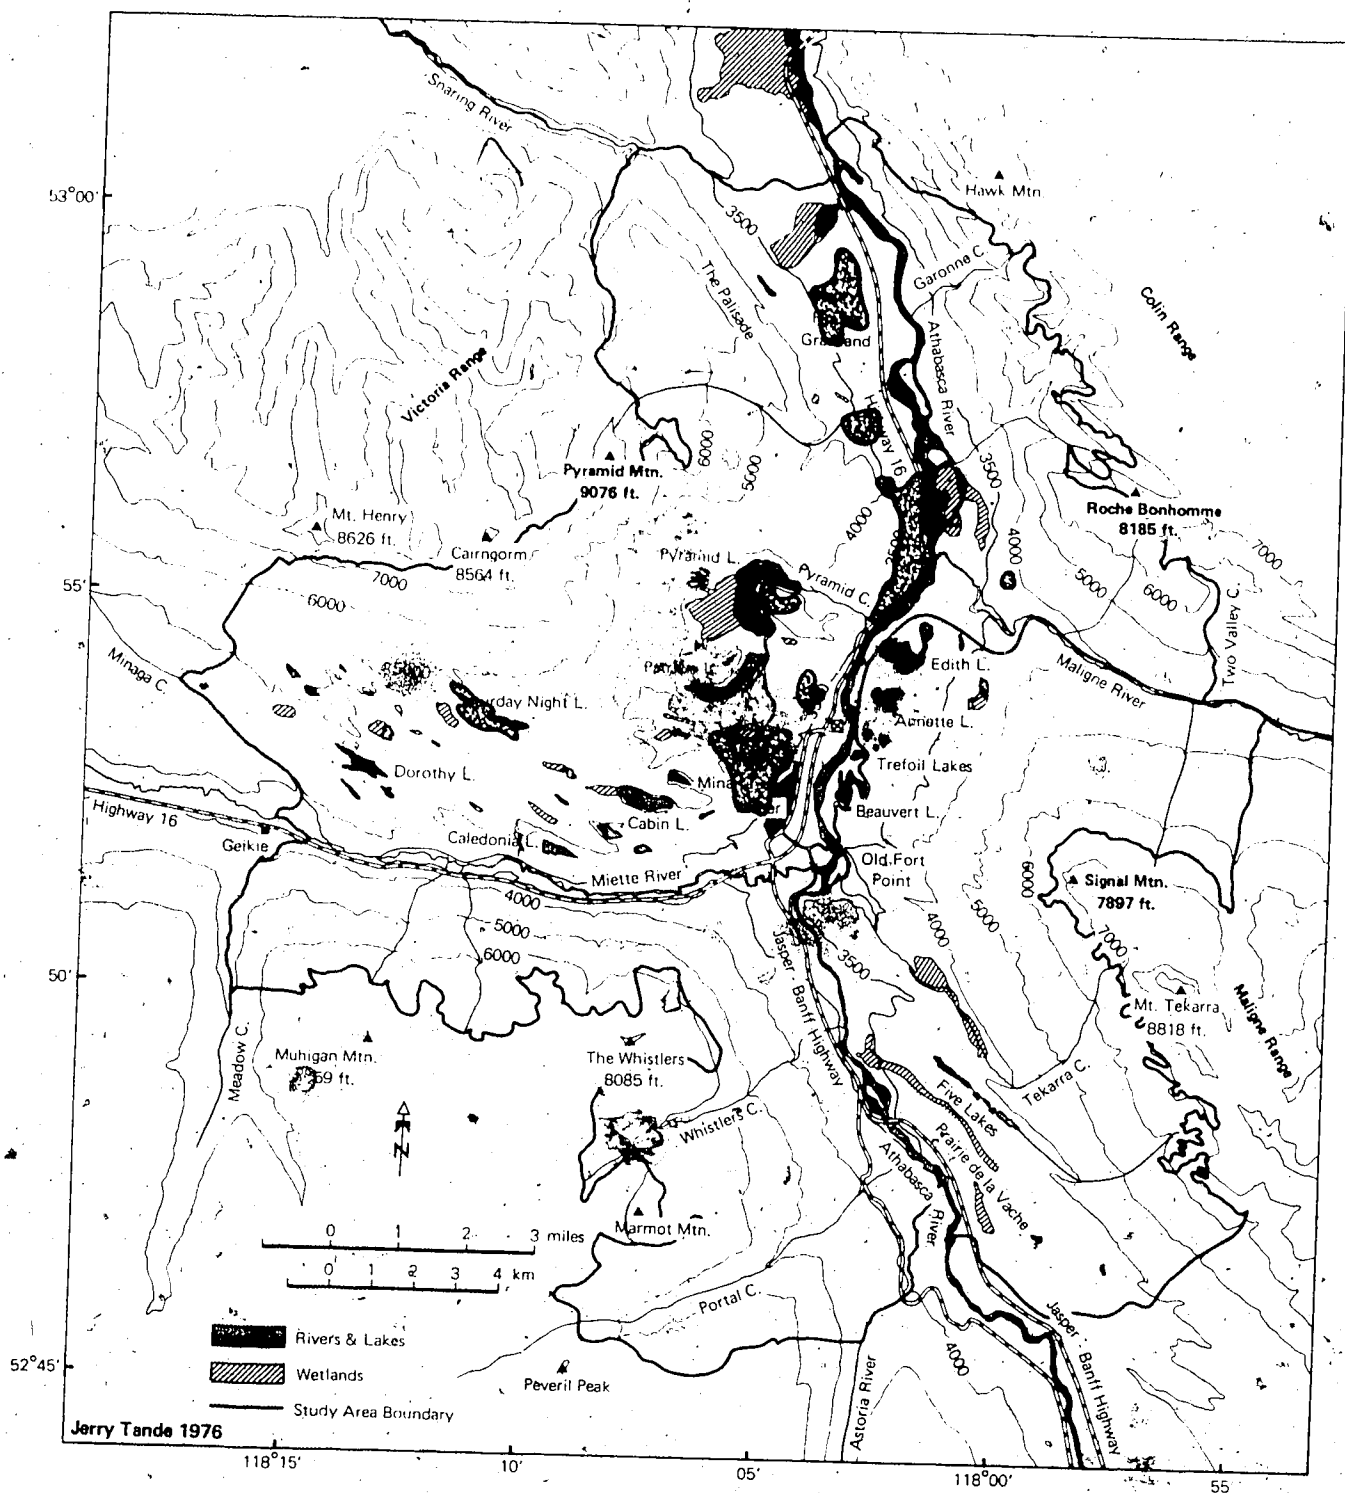 Snaring River
53°00'
Hawk Mtn.
3500
The Palisade
Garonne C.
Colin Range
Athabasca River
Victoria Range
6000
5000
3500
Pyramid Mtn.
9076 ft.
Roche Bonhomme
8185 ft.
Mt. Henry
8626 ft.
Cairngorm
8564 ft.
4000
4000
7000
7000
6000
Pyramid L.
Pyramid C.
5000
6000
55'
Two Valley C.
Minaga C.
Edith L.
Maligne River
Night L.
Annette L.
Dorothy L.
Trefoil Lakes
Highway 16
Cabin L.
Beauvert L.
Geikie
Caledonia L.
Miette River
Old Fort
Point
4000
5000
6000
6000
Signal Mtn.
7897 ft.
5000
4000
7000
3500
50'
Jasper - Banff Highway
Mt. Tekarra
8818 ft.
Maligne Range
Meadow C.
Muhigan Mtn.
69 ft.
The Whistlers
8085 ft.
Five Lakes
Tekarra C.
Whistlers C.
Prairie de la Vache
Athabasca River
N
Marmot Mtn.
0 1 2 3 miles
0 1 2 3 4 km
Portal C.
Jasper - Banff Highway
4000
Rivers & Lakes
Wetlands
Study Area Boundary
52°45'
Peveril Peak
Astoria River
Jerry Tande 1976
118°15' 10' 05' 118°00' 55